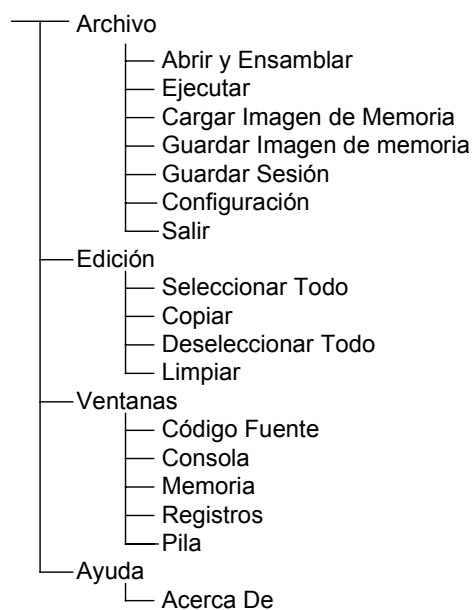 Archivo
Abrir y Ensamblar
Ejecutar
Cargar Imagen de Memoria
Guardar Imagen de memoria
Guardar Sesión
Configuración
Salir
Edición
Seleccionar Todo
Copiar
Deseleccionar Todo
Limpiar
Ventanas
Código Fuente
Consola
Memoria
Registros
Pila
Ayuda
Acerca De